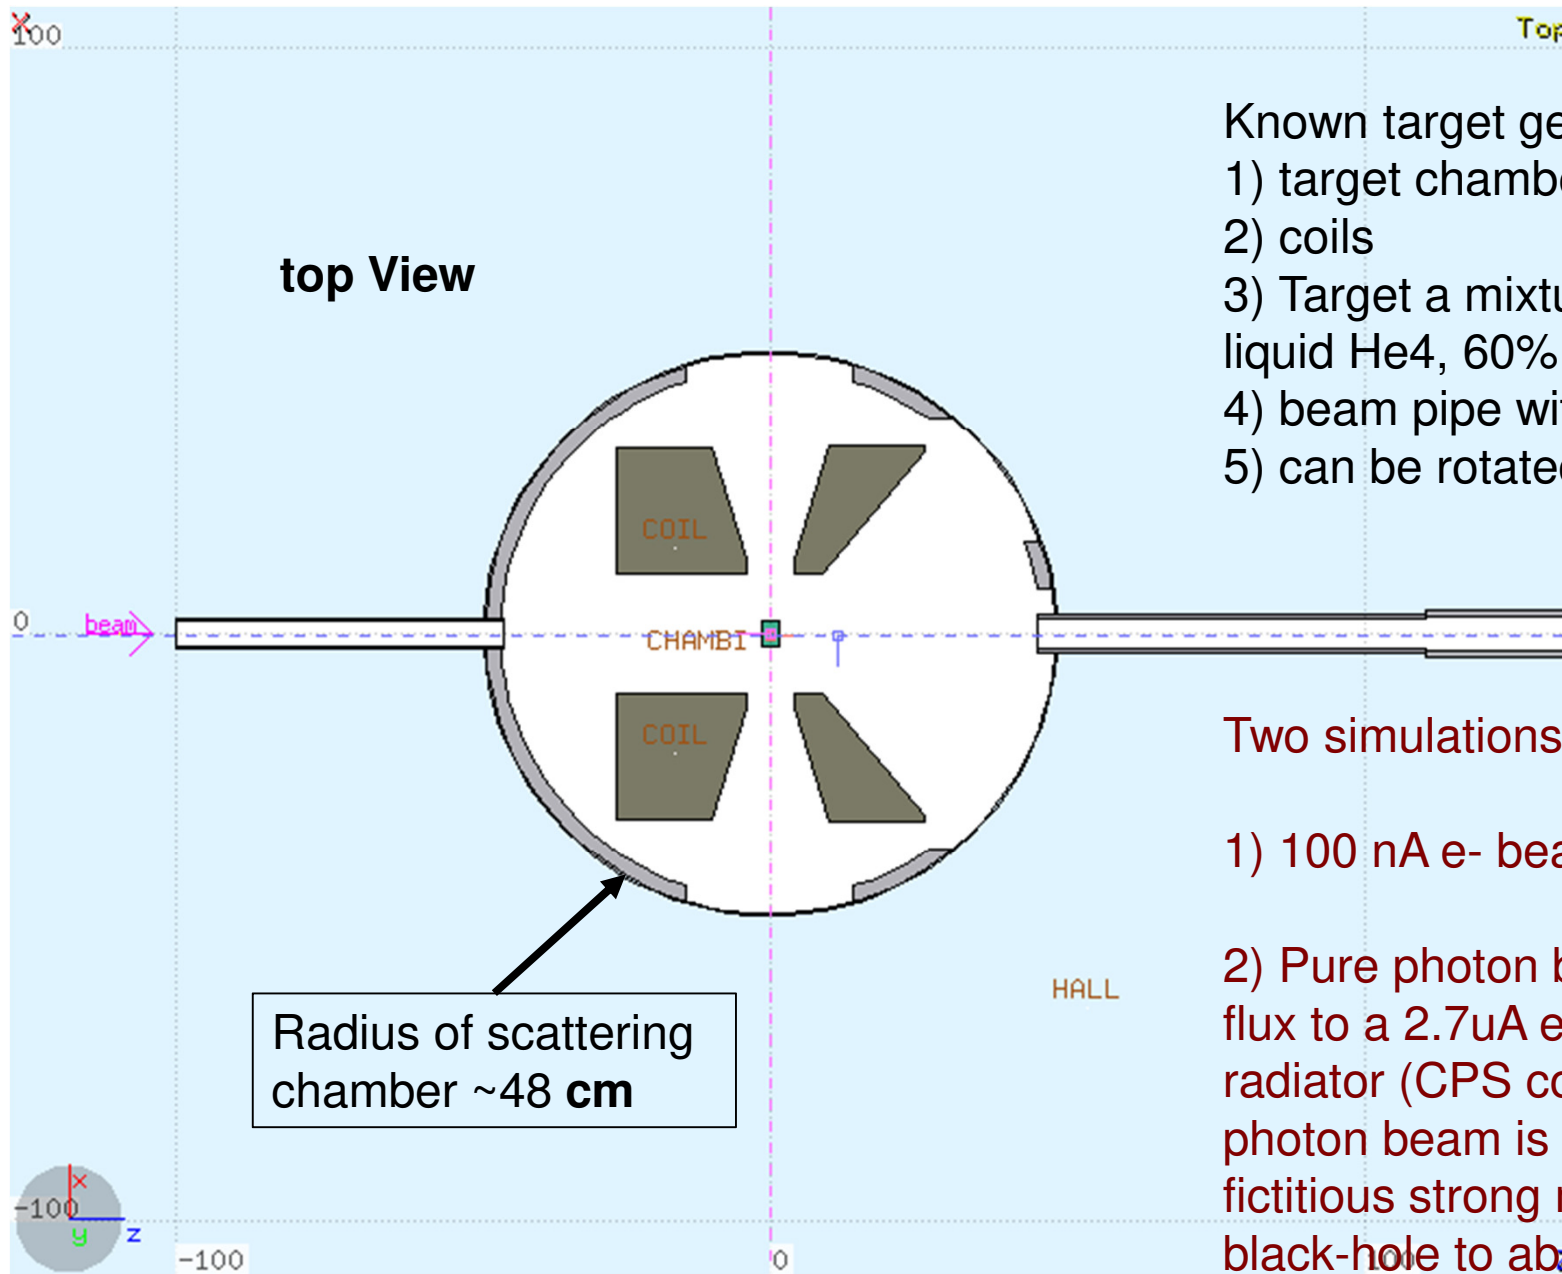 100
Top
Known target ge
1) target chambe
2) coils
top View
3) Target a mixtu
liquid He4, 60%
4) beam pipe wi
5) can be rotate
COIL
0
beam
CHAMBI
COIL
Two simulations
1) 100 nA e- bea
2) Pure photon b
HALL
flux to a 2.7uA e
Radius of scattering
chamber ~48 cm
radiator (CPS co
photon beam is
fictitious strong
x
-100
y z
black-hole to ab
-100
0
100